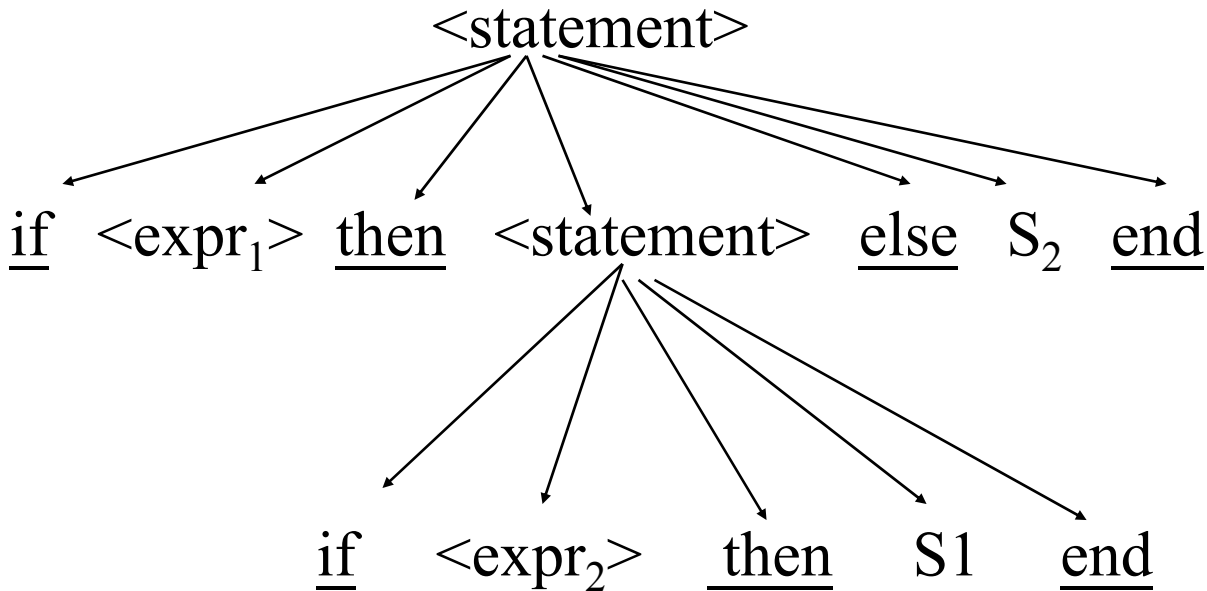 <statement>
if <expr₁> then <statement> else S₂ end
if <expr₂> then S1 end